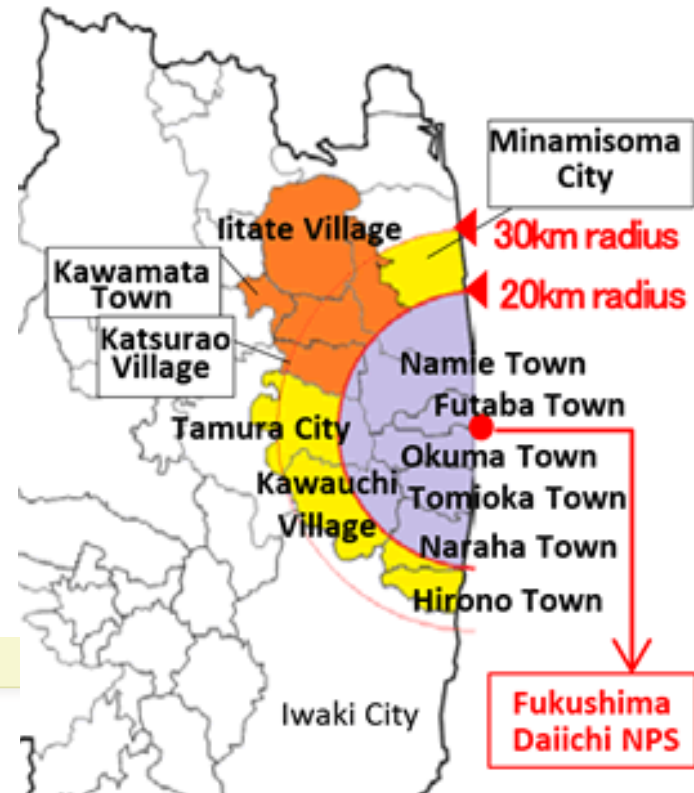 Minamisoma
City
Iitate Village
30km radius
Kawamata
Town
20km radius
Katsurao
Village
Namie Town
Futaba Town
Tamura City
Okuma Town
Kawauchi
Village
Tomioka Town
Naraha Town
Hirono Town
Iwaki City
Fukushima
Daiichi NPS